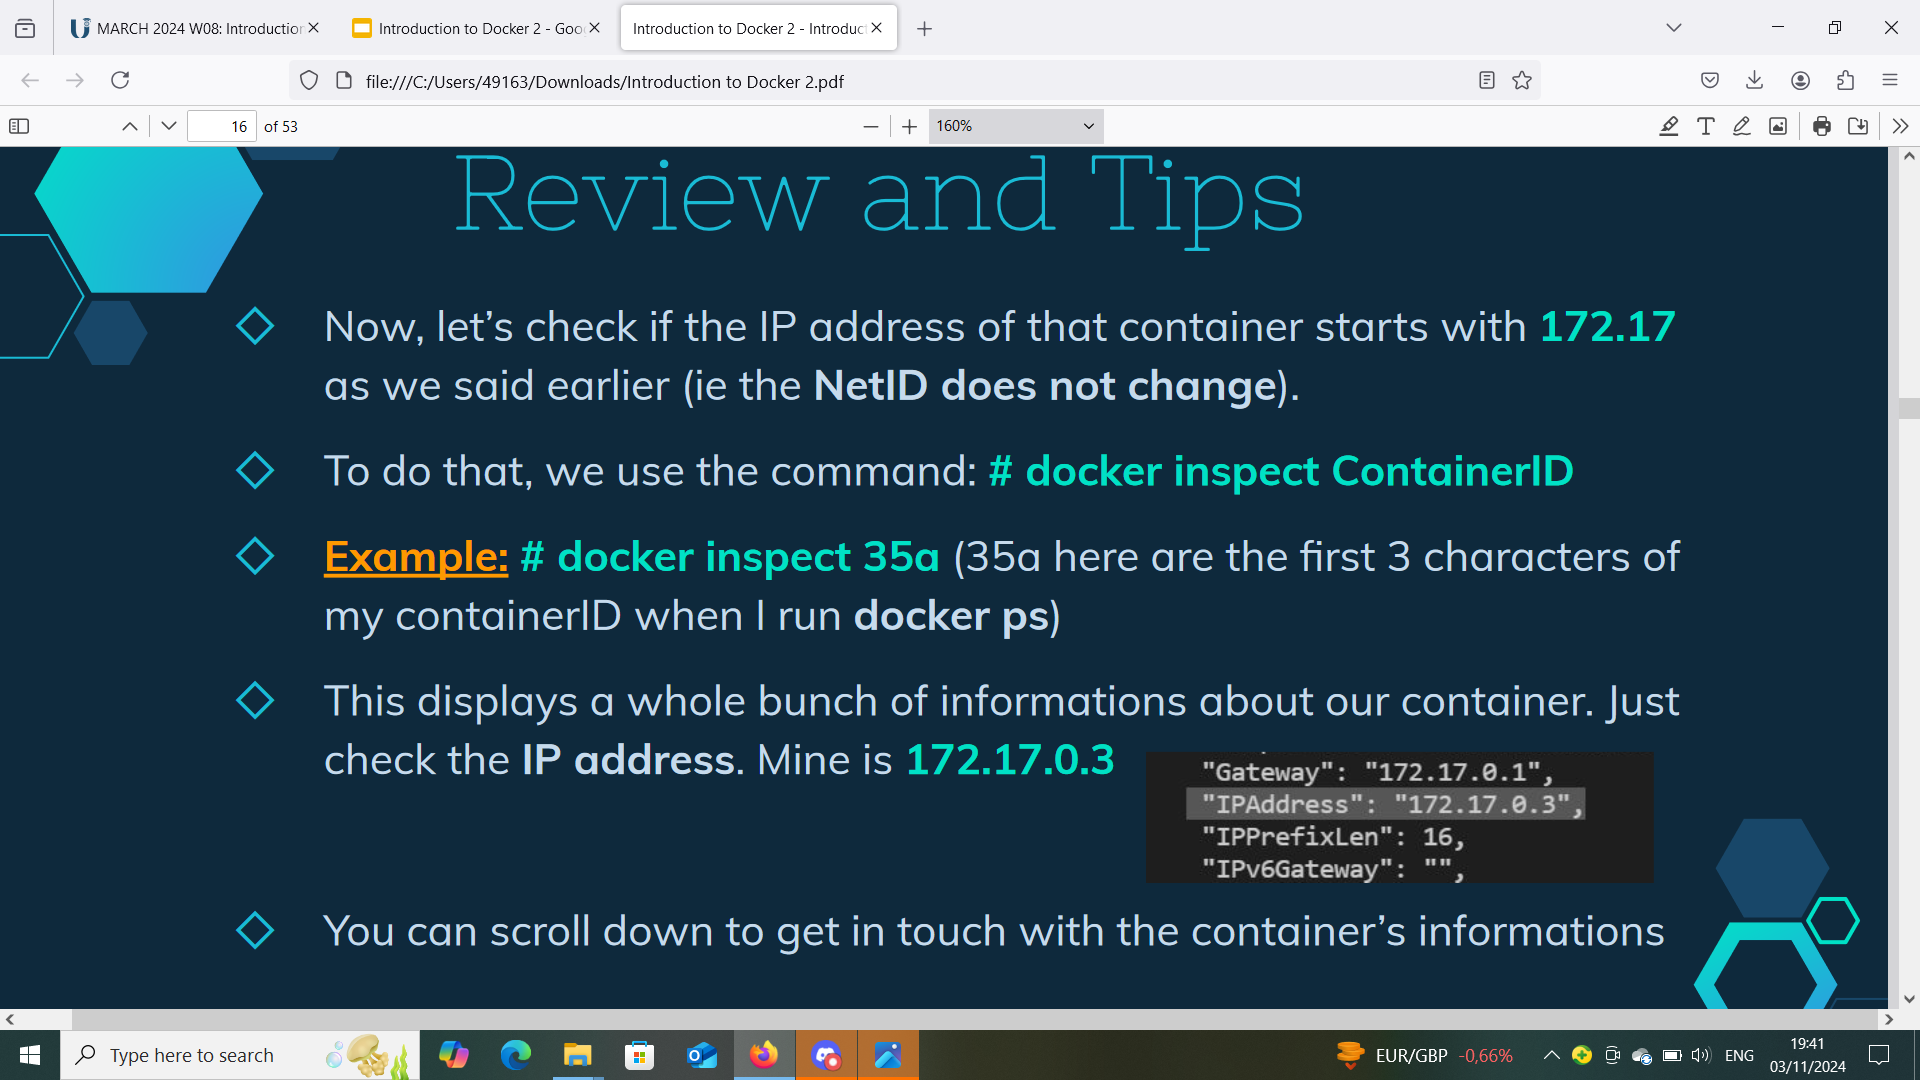 MARCH 2024 W08: Introduction
Introduction to Docker 2 - Goo
Introduction to Docker 2 - Introduc
file:///C:/Users/49163/Downloads/Introduction to Docker 2.pdf
16 of 53
160%
Review and Tips
Now, let’s check if the IP address of that container starts with 172.17
as we said earlier (ie the NetID does not change).
To do that, we use the command: # docker inspect ContainerID
Example: # docker inspect 35a (35a here are the first 3 characters of
my containerID when I run docker ps)
This displays a whole bunch of informations about our container. Just
check the IP address. Mine is 172.17.0.3
"Gateway": "172.17.0.1",
"IPAddress": "172.17.0.3",
"IPPrefixLen": 16,
"IPv6Gateway": "",
You can scroll down to get in touch with the container’s informations
Type here to search
EUR/GBP -0,66%
ENG
19:41
03/11/2024